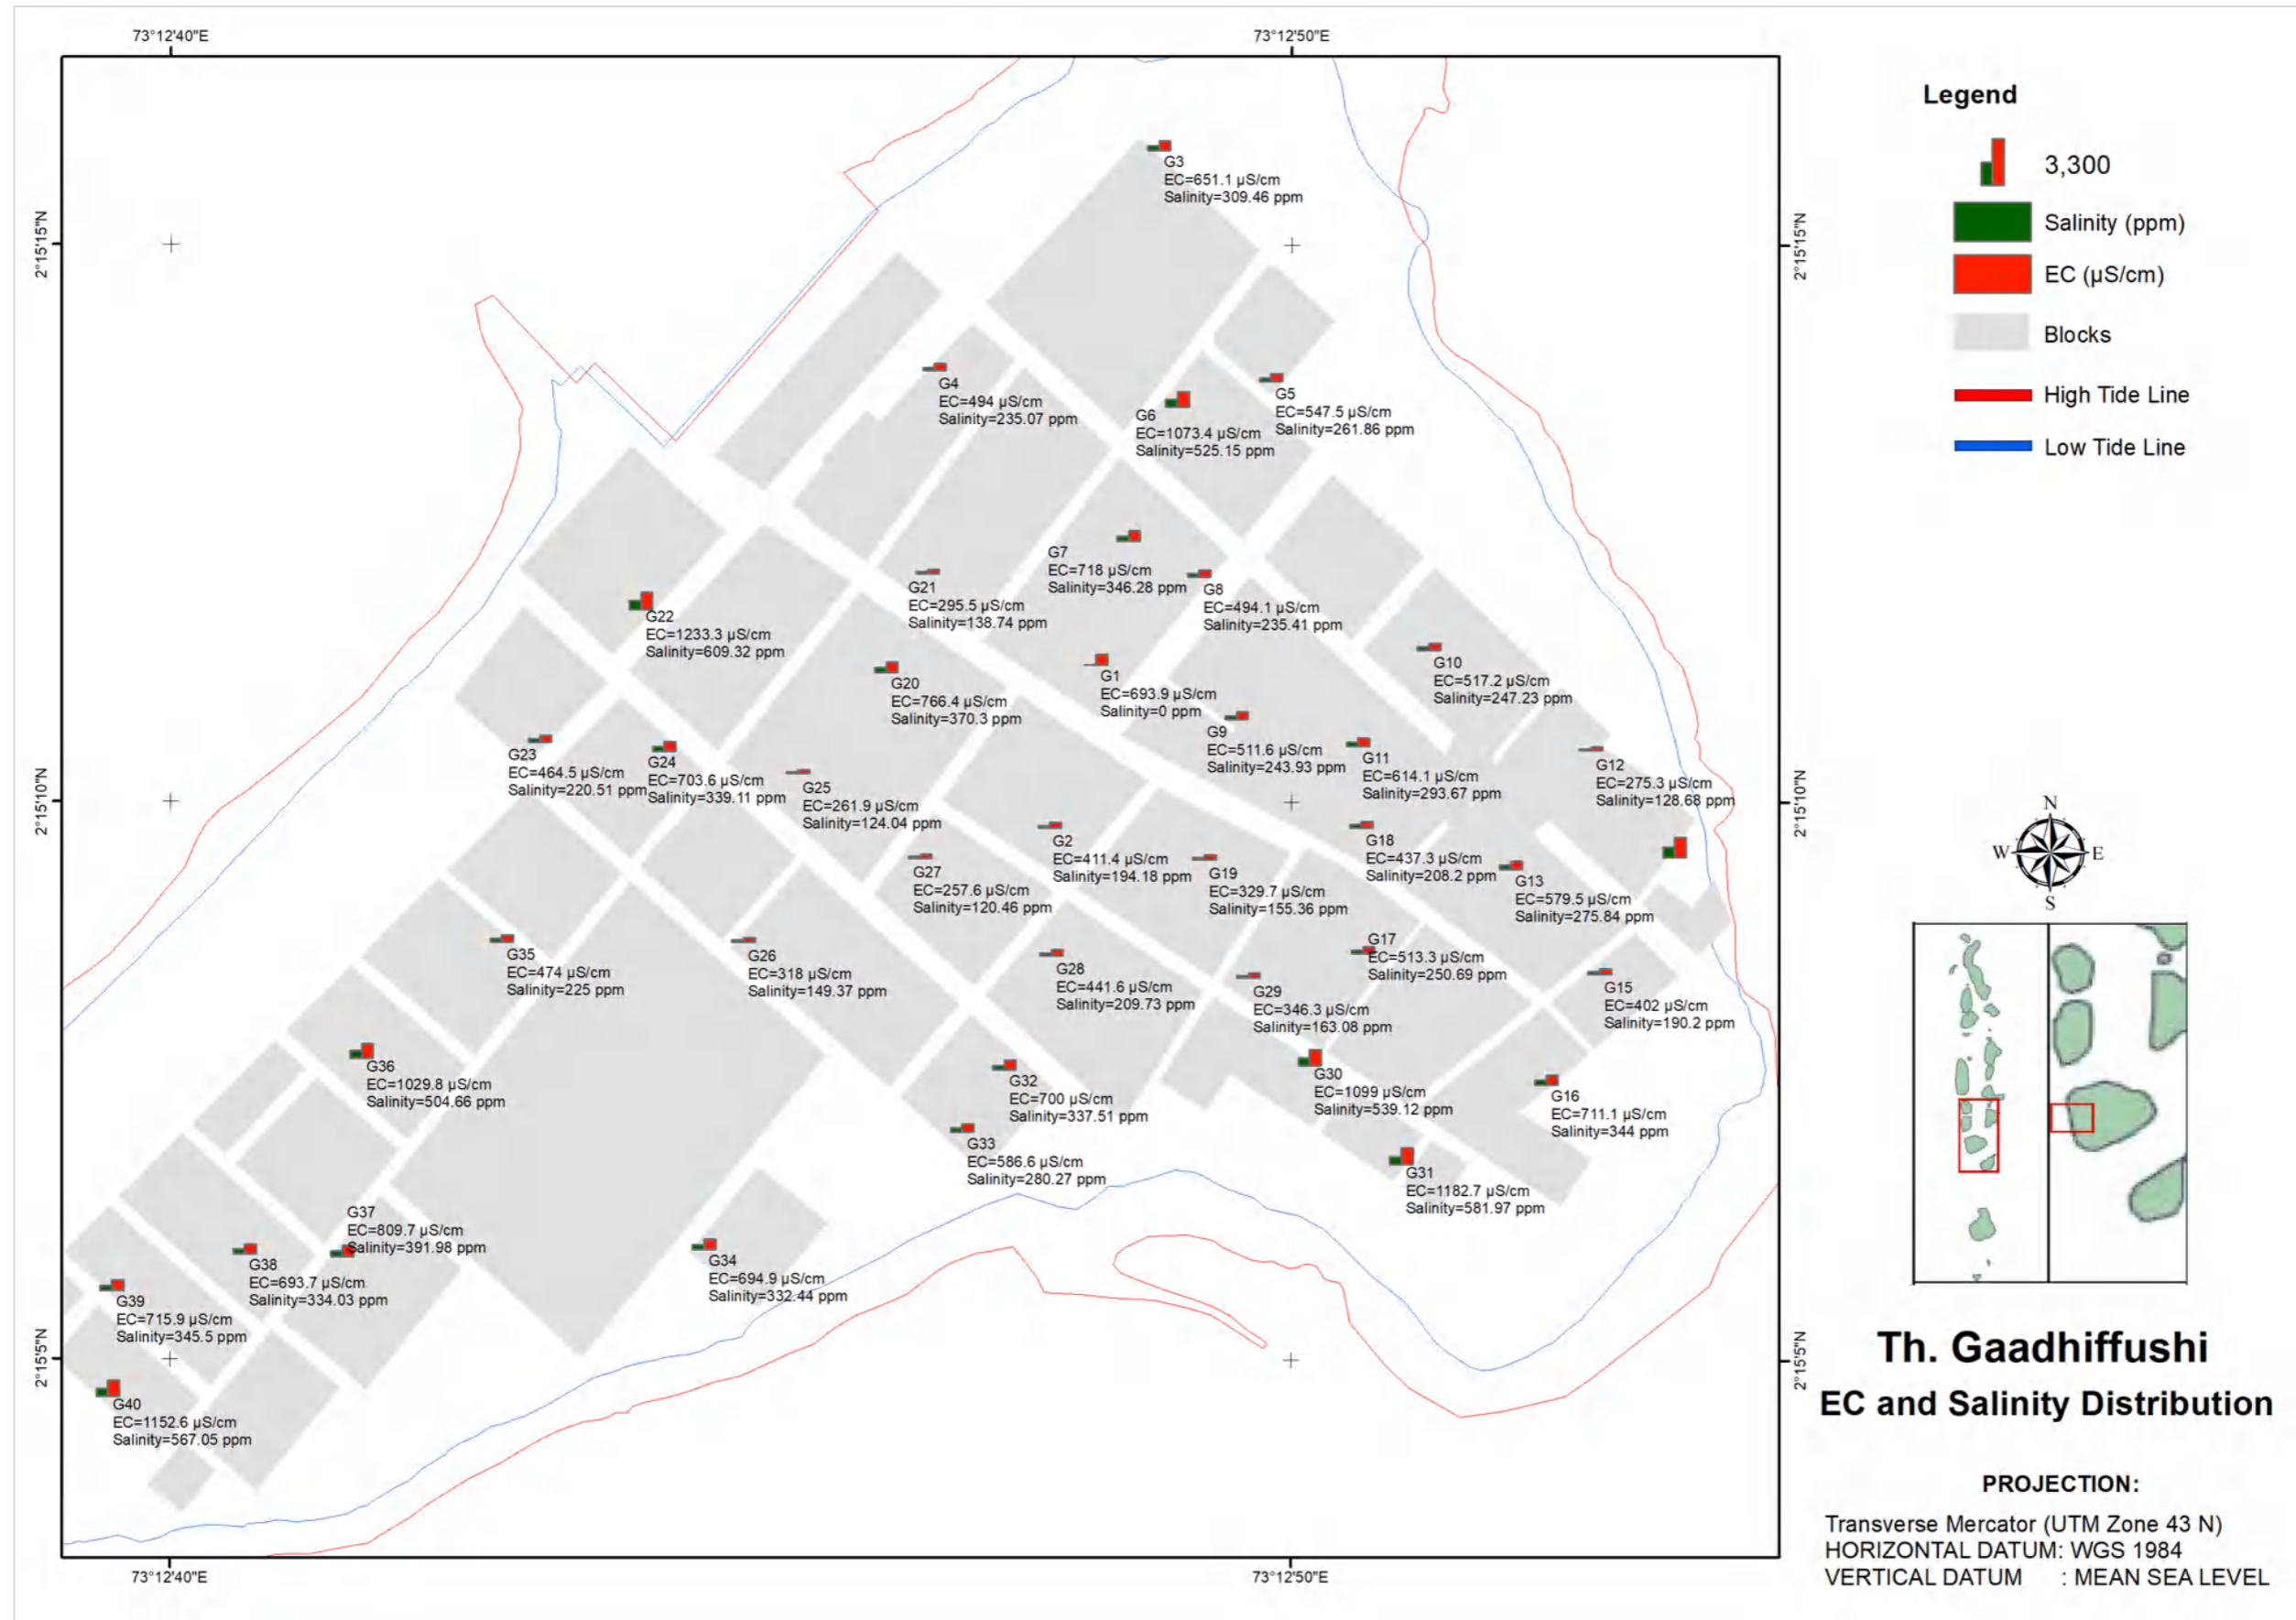 73°12'40"E
73°12'50"E
2°15'15"N
2°15'15"N
G3
EC=651.1 µS/cm
Salinity=309.46 ppm
G4
EC=494 µS/cm
Salinity=235.07 ppm
G5
EC=547.5 µS/cm
Salinity=261.86 ppm
G6
EC=1073.4 µS/cm
Salinity=525.15 ppm
G7
EC=718 µS/cm
Salinity=346.28 ppm
G21
EC=295.5 µS/cm
Salinity=138.74 ppm
G8
EC=494.1 µS/cm
Salinity=235.41 ppm
G22
EC=1233.3 µS/cm
Salinity=609.32 ppm
G10
EC=517.2 µS/cm
Salinity=247.23 ppm
G1
EC=693.9 µS/cm
Salinity=0 ppm
G20
EC=766.4 µS/cm
Salinity=370.3 ppm
G9
EC=511.6 µS/cm
Salinity=243.93 ppm
G23
EC=464.5 µS/cm
Salinity=220.51 ppm
G24
EC=703.6 µS/cm
Salinity=339.11 ppm
G11
EC=614.1 µS/cm
Salinity=293.67 ppm
G12
EC=275.3 µS/cm
Salinity=128.68 ppm
G25
EC=261.9 µS/cm
Salinity=124.04 ppm
2°15'10"N
2°15'10"N
G2
EC=411.4 µS/cm
Salinity=194.18 ppm
G18
EC=437.3 µS/cm
Salinity=208.2 ppm
G27
EC=257.6 µS/cm
Salinity=120.46 ppm
G19
EC=329.7 µS/cm
Salinity=155.36 ppm
G13
EC=579.5 µS/cm
Salinity=275.84 ppm
G35
EC=474 µS/cm
Salinity=225 ppm
G26
EC=318 µS/cm
Salinity=149.37 ppm
G28
EC=441.6 µS/cm
Salinity=209.73 ppm
G17
EC=513.3 µS/cm
Salinity=250.69 ppm
G29
EC=346.3 µS/cm
Salinity=163.08 ppm
G15
EC=402 µS/cm
Salinity=190.2 ppm
G36
EC=1029.8 µS/cm
Salinity=504.66 ppm
G32
EC=700 µS/cm
Salinity=337.51 ppm
G30
EC=1099 µS/cm
Salinity=539.12 ppm
G16
EC=711.1 µS/cm
Salinity=344 ppm
G33
EC=586.6 µS/cm
Salinity=280.27 ppm
G31
EC=1182.7 µS/cm
Salinity=581.97 ppm
G37
EC=809.7 µS/cm
Salinity=391.98 ppm
G38
EC=693.7 µS/cm
Salinity=334.03 ppm
G34
EC=694.9 µS/cm
Salinity=332.44 ppm
G39
EC=715.9 µS/cm
Salinity=345.5 ppm
G40
EC=1152.6 µS/cm
Salinity=567.05 ppm
2°15'5"N
2°15'5"N
73°12'40"E
73°12'50"E
Legend
3,300
Salinity (ppm)
EC (µS/cm)
Blocks
High Tide Line
Low Tide Line
N
W E
S
Th. Gaadhiffushi
EC and Salinity Distribution
PROJECTION:
Transverse Mercator (UTM Zone 43 N)
HORIZONTAL DATUM: WGS 1984
VERTICAL DATUM : MEAN SEA LEVEL